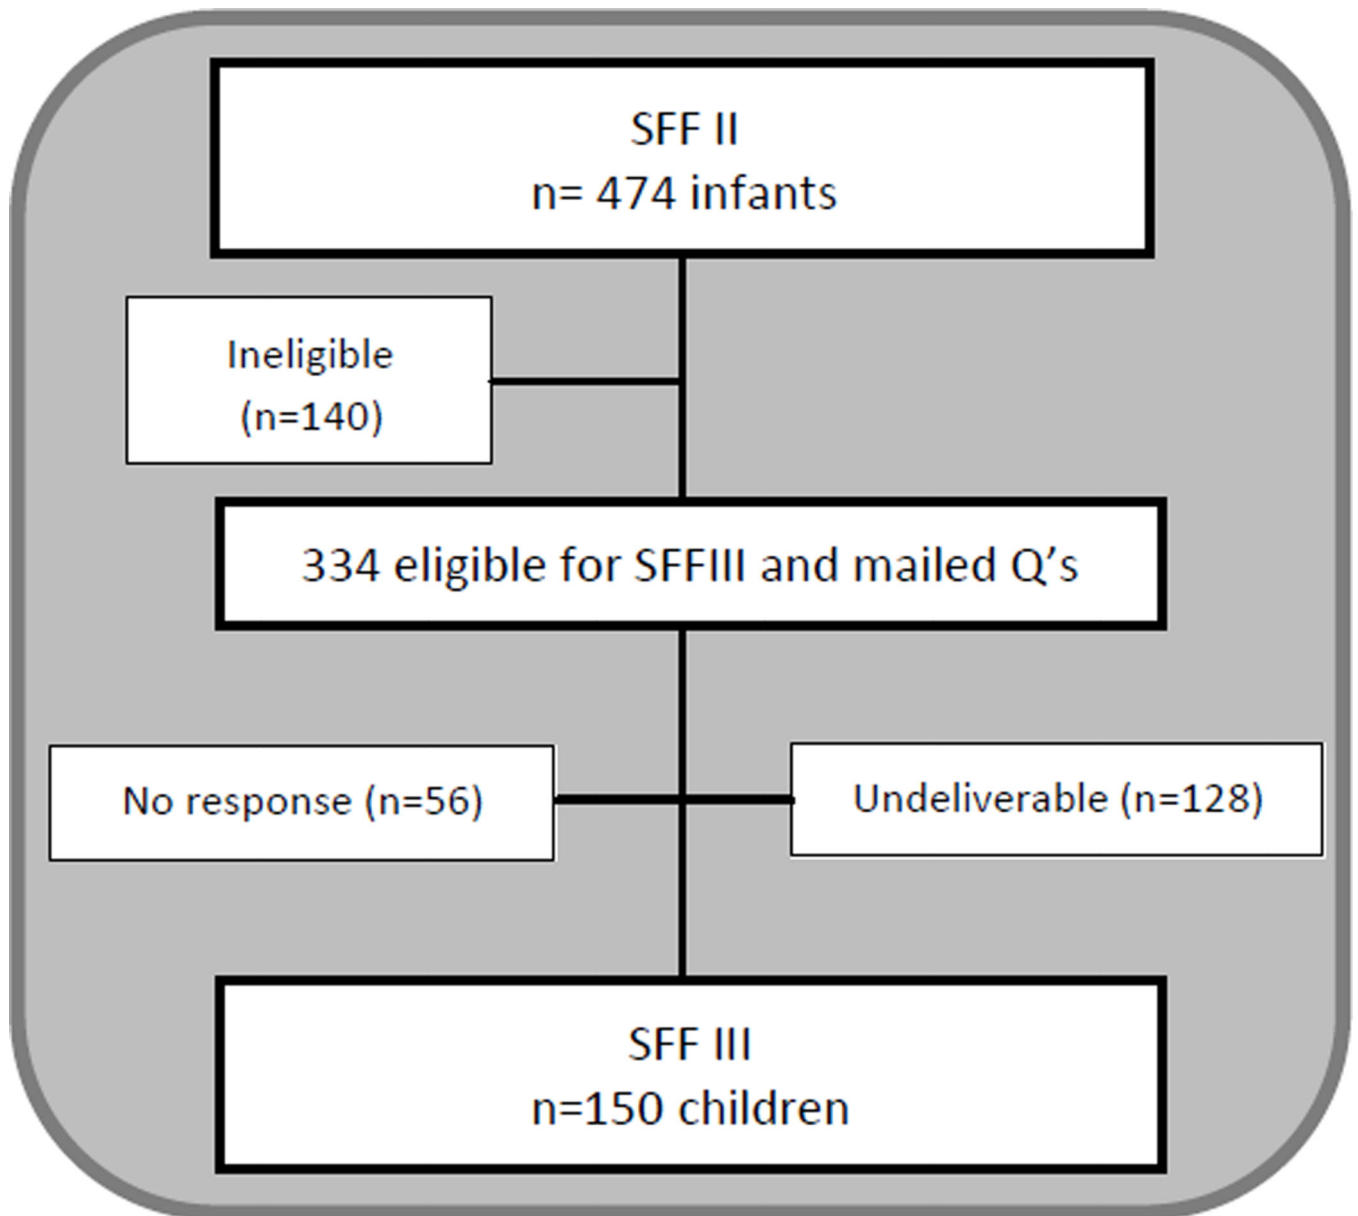 SFF II
n= 474 infants
Ineligible
(n=140)
334 eligible for SFFIII and mailed Q’s
No response (n=56)
Undeliverable (n=128)
SFF III
n=150 children